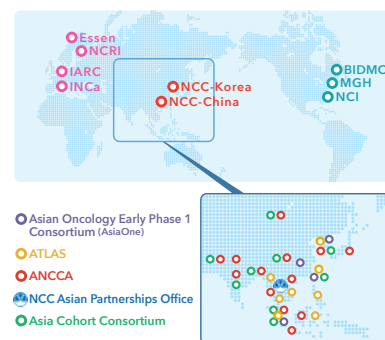 Essen
NCRI
IARC
INCa
NCC-Korea
NCC-China
BIDMC
MGH
NCI
Asian Oncology Early Phase 1
Consortium (AsiaOne)
ATLAS
ANCCA
NCC Asian Partnerships Office
Asia Cohort Consortium